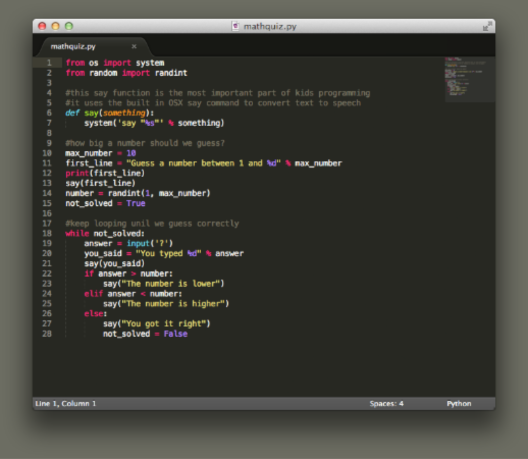 mathquiz.py
mathquiz.py ×
1 from os import system
2 from random import randint
3
4 #this say function is the most important part of kids programming
5 #it uses the built in OSX say command to convert text to speech
6 def say(something):
7     system('say "%s"' % something)
8
9 #how big a number should we guess?
10 max_number = 10
11 first_line = "Guess a number between 1 and %d" % max_number
12 print(first_line)
13 say(first_line)
14 number = randint(1, max_number)
15 not_solved = True
16
17 #keep looping unil we guess correctly
18 while not_solved:
19     answer = input('?')
20     you_said = "You typed %d" % answer
21     say(you_said)
22     if answer > number:
23         say("The number is lower")
24     elif answer < number:
25         say("The number is higher")
26     else:
27         say("You got it right")
28         not_solved = False
Line 1, Column 1 Spaces: 4 Python